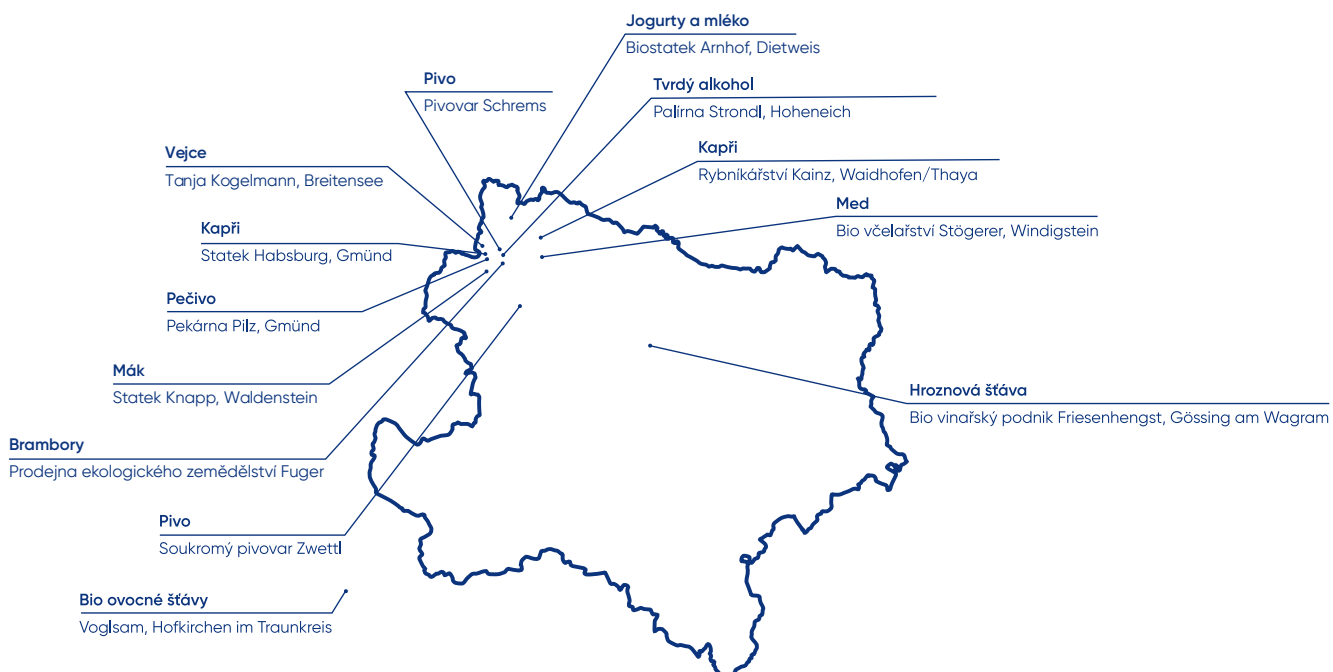 Jogurty a mléko
Biostatek Arnhof, Dietweis
Pivo
Pivovar Schrems
Tvrdý alkohol
Palírna Strondl, Hoheneich
Vejce
Tanja Kogelmann, Breitensee
Kapři
Rybníkářství Kainz, Waidhofen/Thaya
Med
Bio včelařství Stögerer, Windigstein
Kapři
Statek Habsburg, Gmünd
Pečivo
Pekárna Pilz, Gmünd
Mák
Statek Knapp, Waldenstein
Hroznová šťáva
Bio vinařský podnik Friesenhengst, Gössing am Wagram
Brambory
Prodejna ekologického zemědělství Fuger
Pivo
Soukromý pivovar Zwettl
Bio ovocné šťávy
Voglsam, Hofkirchen im Traunkreis